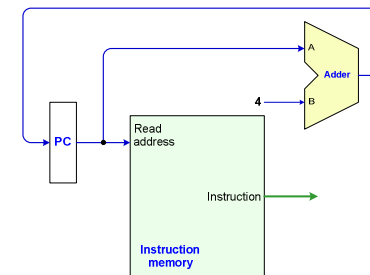 A
Adder
4
B
Read
address
PC
Instruction
Instruction
memory